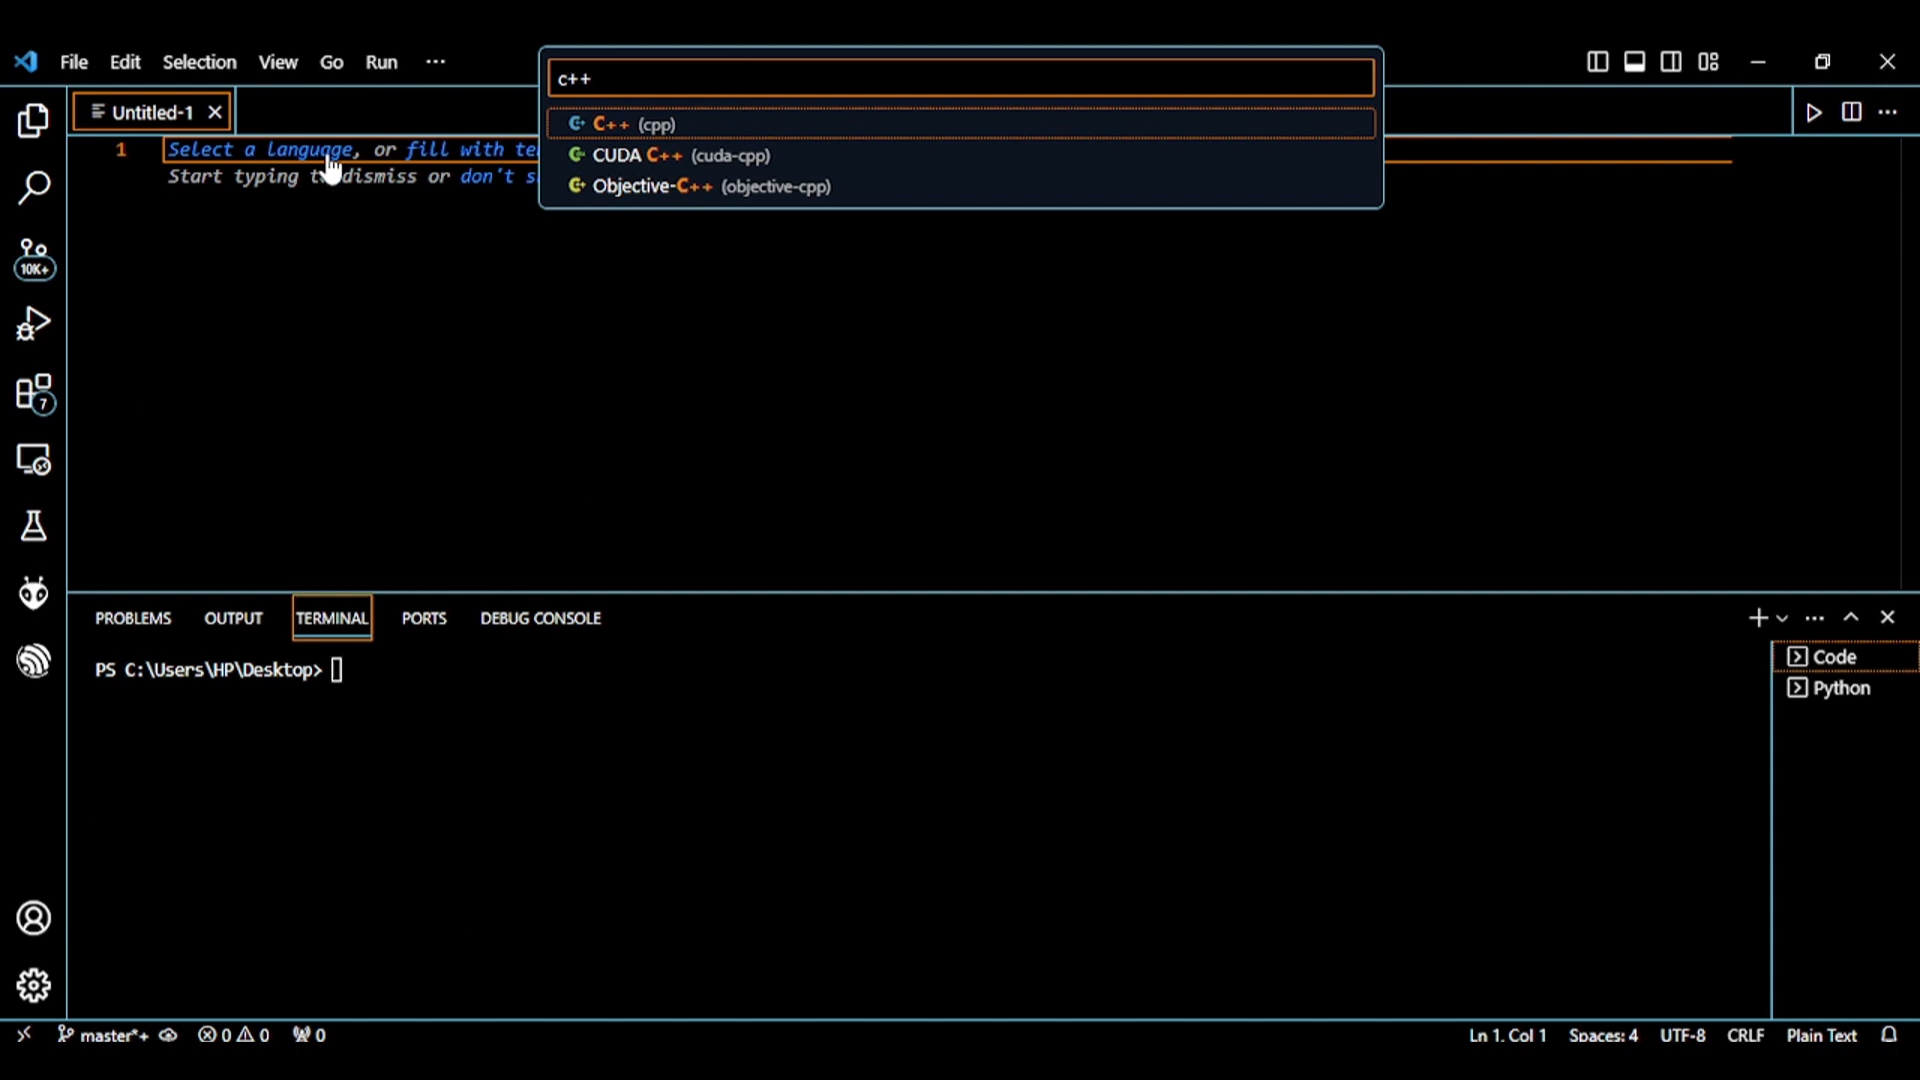 File Edit Selection View Go Run ···
c++
C++ (cpp)
CUDA C++ (cuda-cpp)
Objective-C++ (objective-cpp)
Untitled-1
1 Select a language, or fill with
Start typing dismiss or don't
10K+
7
PROBLEMS OUTPUT TERMINAL PORTS DEBUG CONSOLE
PS C:\Users\HP\Desktop>
Code
Python
master*+ 0 0 0 Ln 1, Col 1 Spaces: 4 UTF-8 CRLF Plain Text